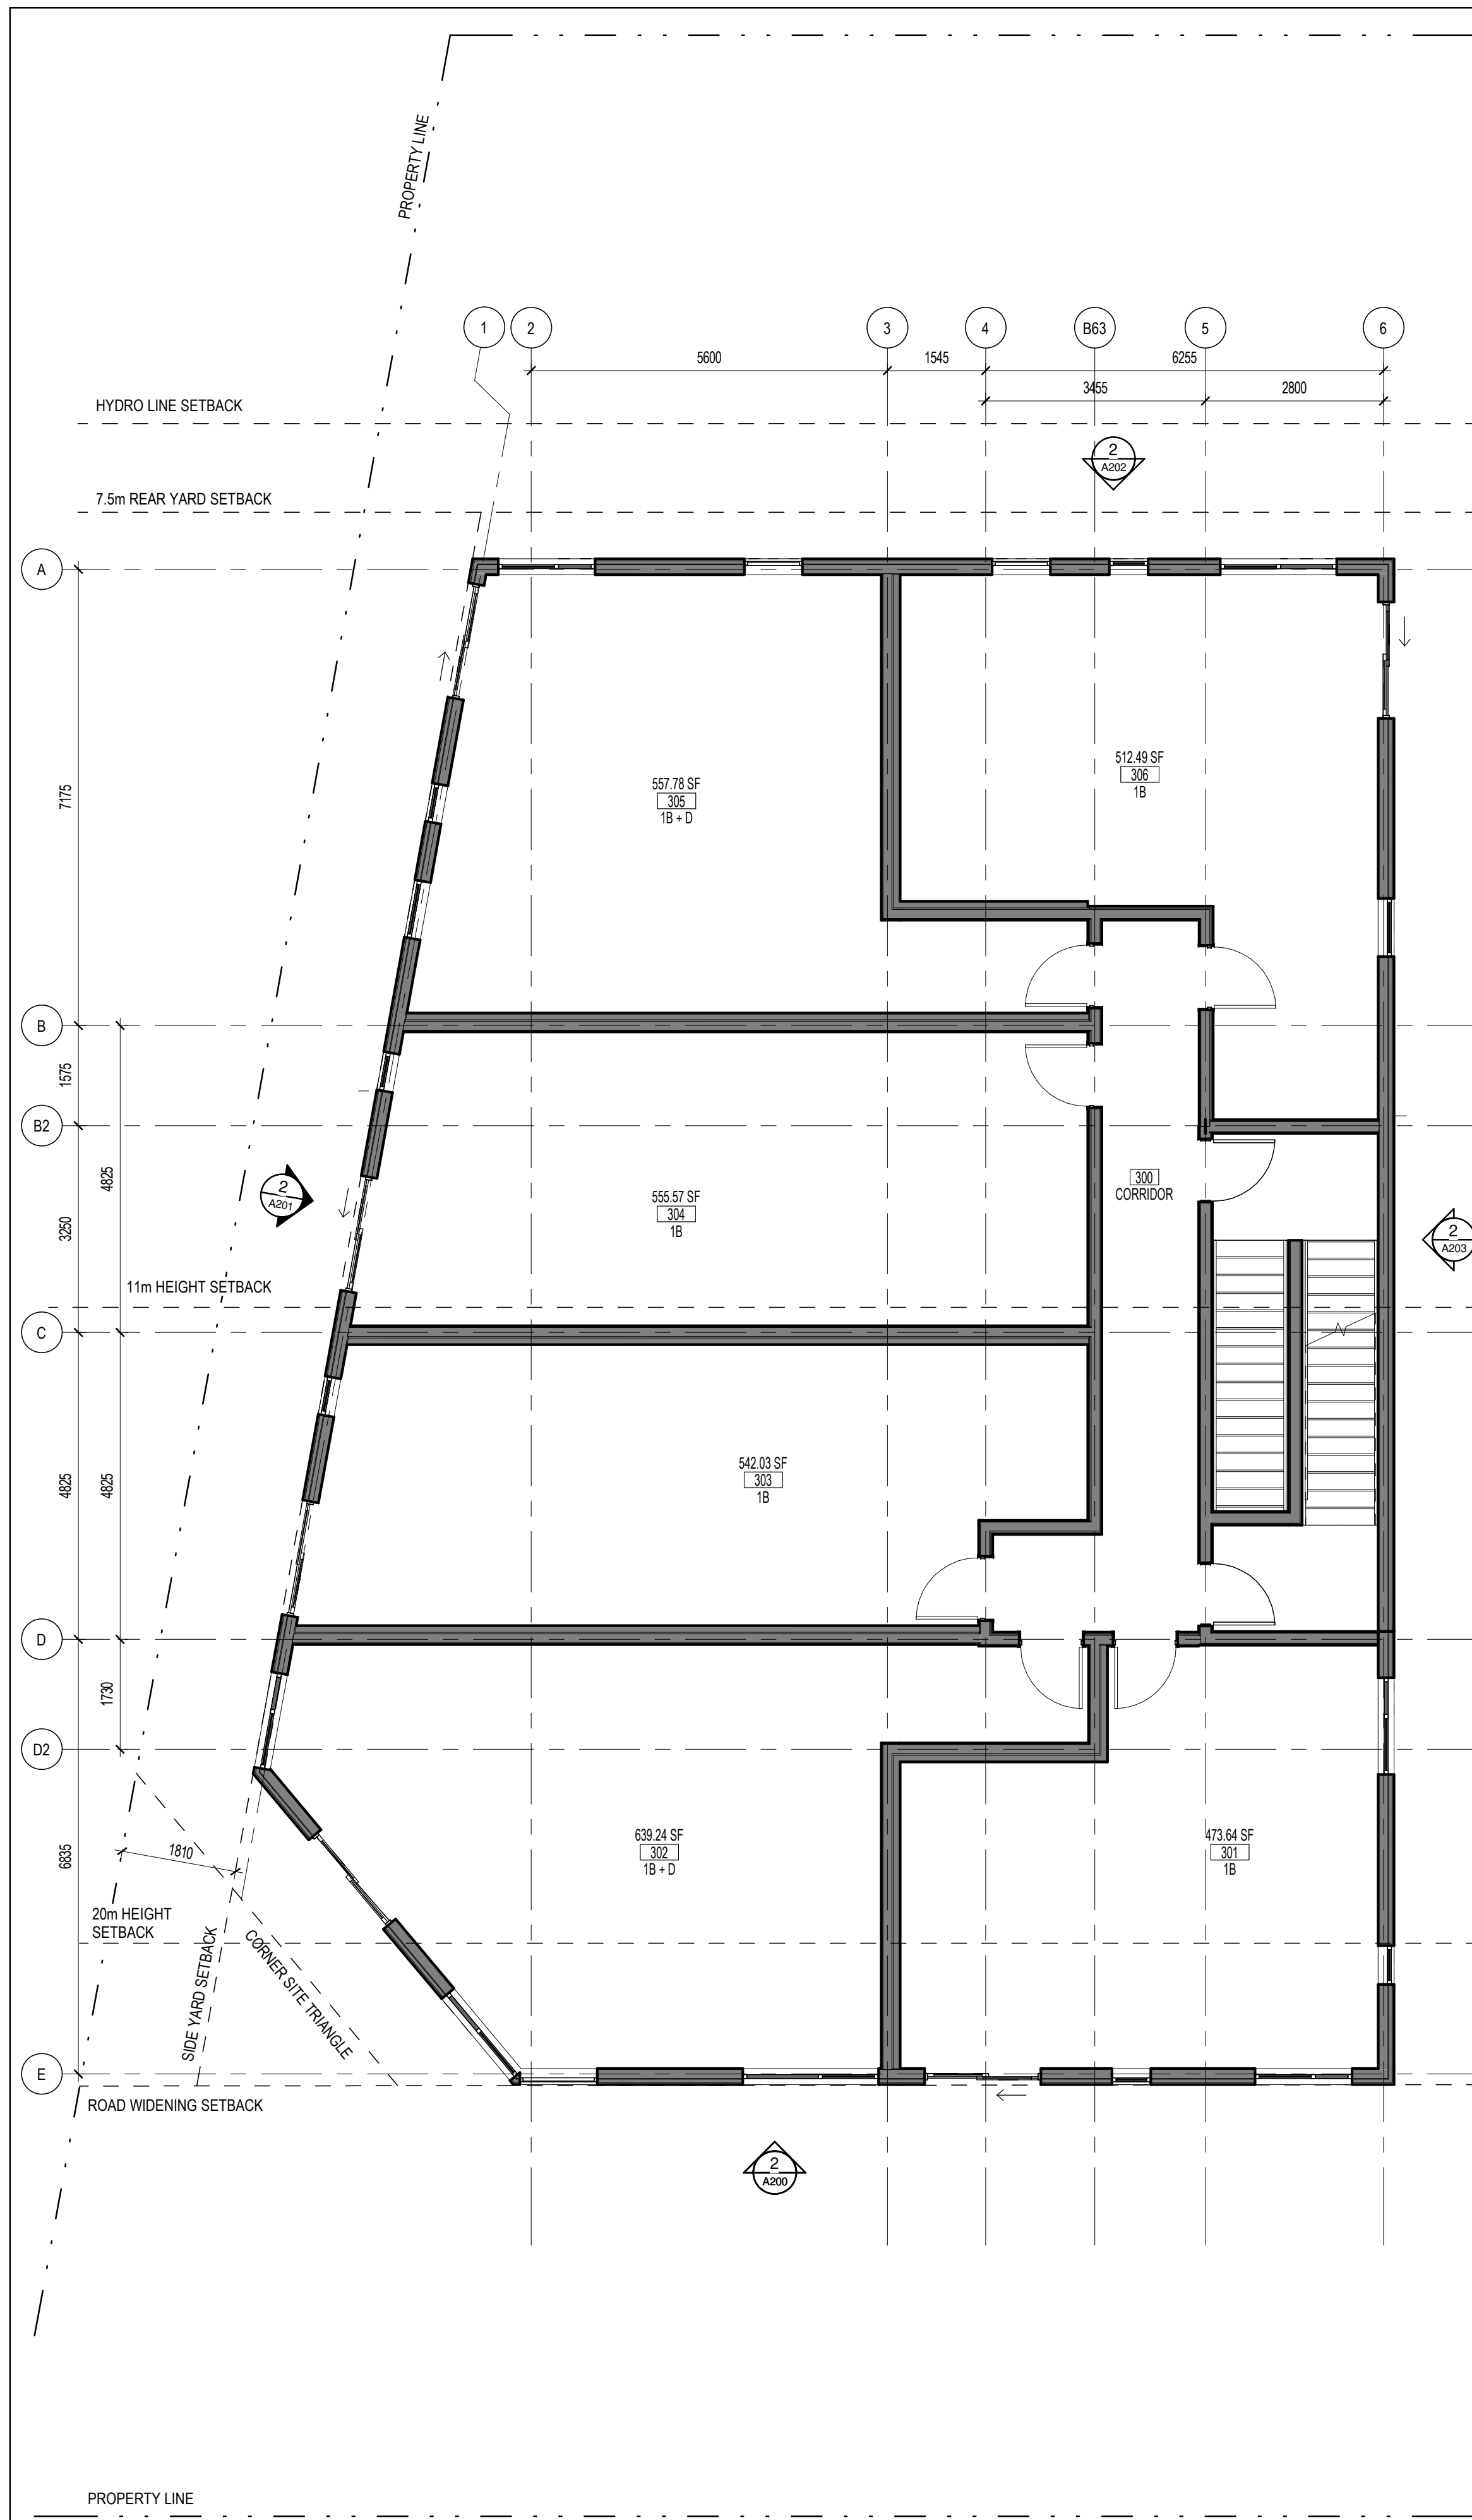 PROPERTY LINE
1
2
3
4
B63
5
6
5600
1545
6255
3455
2800
HYDRO LINE SETBACK
2
A202
7.5m REAR YARD SETBACK
A
7175
557.78 SF
305
1B + D
512.49 SF
306
1B
B
1575
B2
4825
3250
2
A201
555.57 SF
304
1B
300
CORRIDOR
2
A203
11m HEIGHT SETBACK
C
4825
4825
542.03 SF
303
1B
D
1730
D2
6835
1810
639.24 SF
302
1B + D
473.64 SF
301
1B
20m HEIGHT
SETBACK
SIDE YARD SETBACK
CORNER SITE TRIANGLE
E
ROAD WIDENING SETBACK
2
A200
PROPERTY LINE